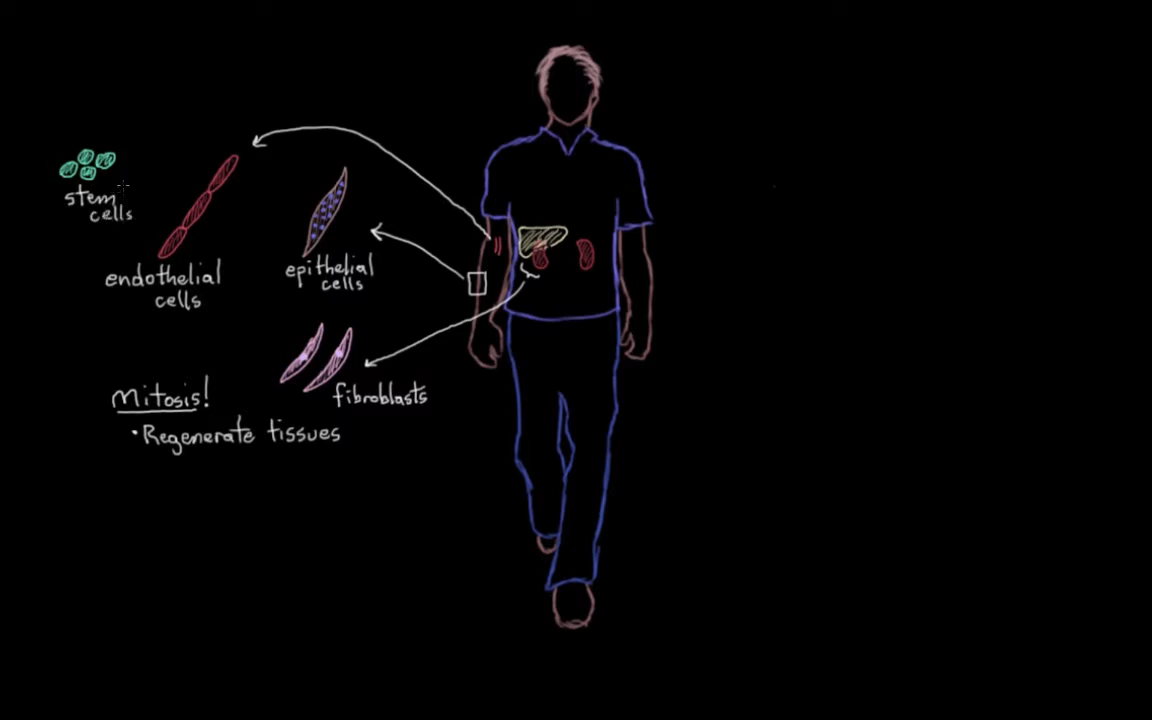 stem
cells
endothelial
cells
epithelial
cells
fibroblasts
Mitosis!
• Regenerate tissues